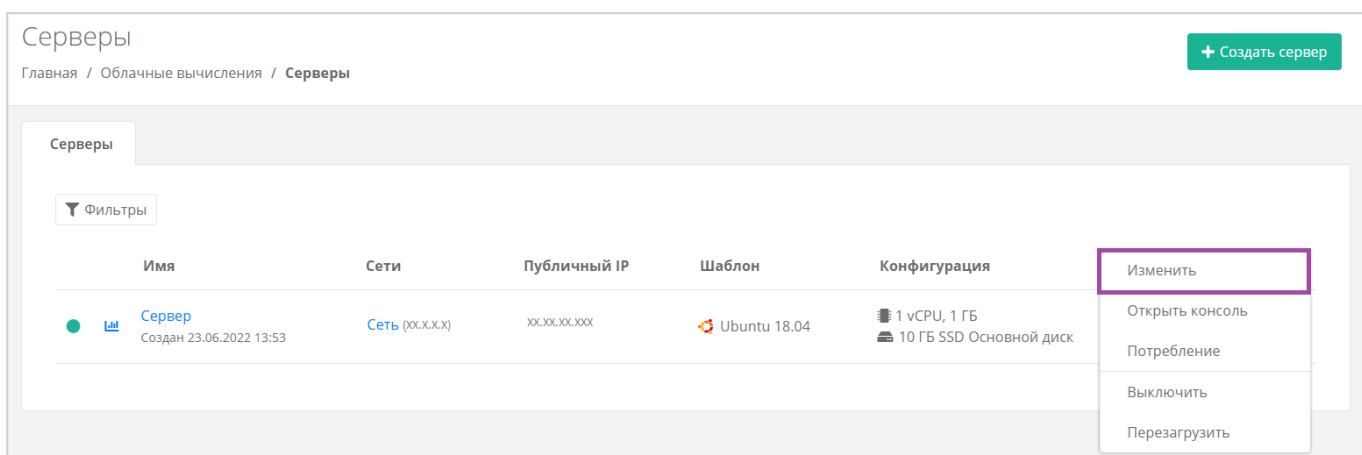 Серверы
+ Создать сервер
Главная / Облачные вычисления / Серверы
Серверы
Фильтры
Имя Сети Публичный IP Шаблон Конфигурация
Сервер Сеть (XX.X.X.X) XX.XX.XX.XXX Ubuntu 18.04 1 vCPU, 1 ГБ
Создан 23.06.2022 13:53 10 ГБ SSD Основной диск
Изменить
Открыть консоль
Потребление
Выключить
Перезагрузить